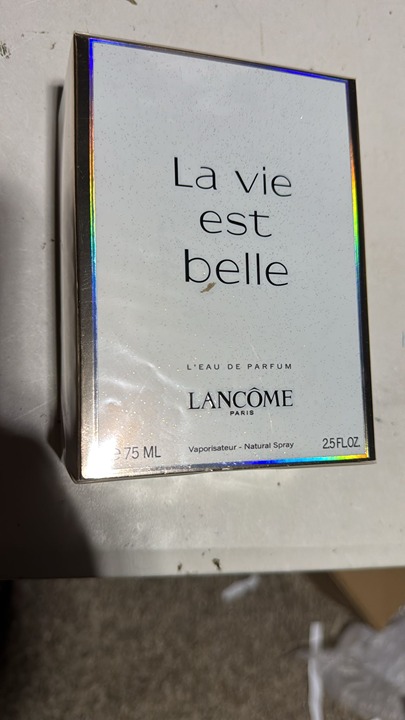 La vie
est
belle
L'EAU DE PARFUM
LANCÔME
PARIS
e 75 ML Vaporisateur - Natural Spray 2.5 FL.OZ.